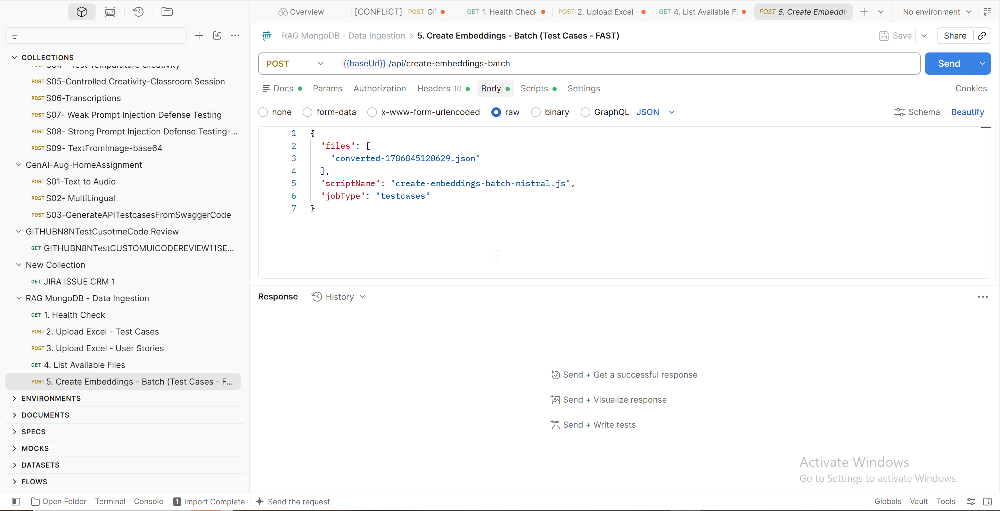 Overview
[CONFLICT] POST GI
GET 1. Health Check
POST 2. Upload Excel -
GET 4. List Available Fi
POST 5. Create Embeddin
No environment
COLLECTIONS
S04 - Test Temparature Creativity
POST S05-Controlled Creativity-Classroom Session
POST S06-Transcriptions
POST S07- Weak Prompt Injection Defense Testing
POST S08- Strong Prompt Injection Defense Testing-...
POST S09- TextFromImage-base64
GenAI-Aug-HomeAssignment
POST S01-Text to Audio
POST S02- MultiLingual
POST S03-GenerateAPITestcasesFromSwaggerCode
GITHUBN8NTestCusotmeCode Review
GET GITHUBN8NTestCUSTOMUICODEREVIEW11SE...
New Collection
GET JIRA ISSUE CRM 1
RAG MongoDB - Data Ingestion
GET 1. Health Check
POST 2. Upload Excel - Test Cases
POST 3. Upload Excel - User Stories
GET 4. List Available Files
POST 5. Create Embeddings - Batch (Test Cases - F...
ENVIRONMENTS
DOCUMENTS
SPECS
MOCKS
DATASETS
FLOWS
HTTP RAG MongoDB - Data Ingestion > 5. Create Embeddings - Batch (Test Cases - FAST)
Save
Share
POST {{baseUrl}} /api/create-embeddings-batch
Send
Docs Params Authorization Headers 10 Body Scripts Settings
Cookies
none form-data x-www-form-urlencoded raw binary GraphQL JSON
Schema Beautify
1 {
2 "files": [
3 "converted-1786845120629.json"
4 ],
5 "scriptName": "create-embeddings-batch-mistral.js",
6 "jobType": "testcases"
7 }
Response History
Send + Get a successful response
Send + Visualize response
Send + Write tests
Activate Windows
Go to Settings to activate Windows.
Open Folder Terminal Console 1 Import Complete Send the request
Globals Vault Tools